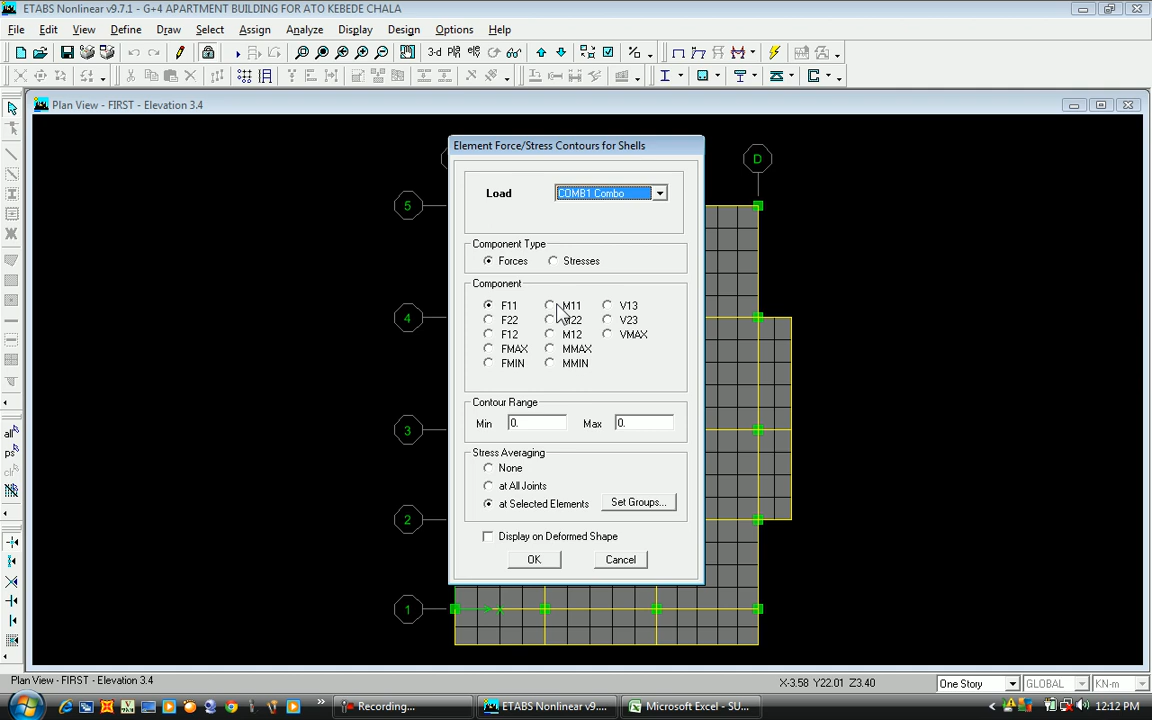 ETABS Nonlinear v9.7.1 - G+4 APARTMENT BUILDING FOR ATO KEBEDE CHALA
File Edit View Define Draw Select Assign Analyze Display Design Options Help
3-d
Plan View - FIRST - Elevation 3.4
Element Force/Stress Contours for Shells
D
Load COMB1 Combo
5
Component Type
Forces Stresses
Component
F11 M11 V13
F22 V23
F12 M12 VMAX
FMAX MMAX
FMIN MMIN
4
Contour Range
Min 0. Max 0.
3
Stress Averaging
None
at All Joints
at Selected Elements Set Groups...
2
Display on Deformed Shape
OK Cancel
1
all
ps
clr
Plan View - FIRST - Elevation 3.4 X-3.58 Y22.01 Z3.40 One Story GLOBAL KN-m
Recording... ETABS Nonlinear v9.... Microsoft Excel - SU... 12:12 PM